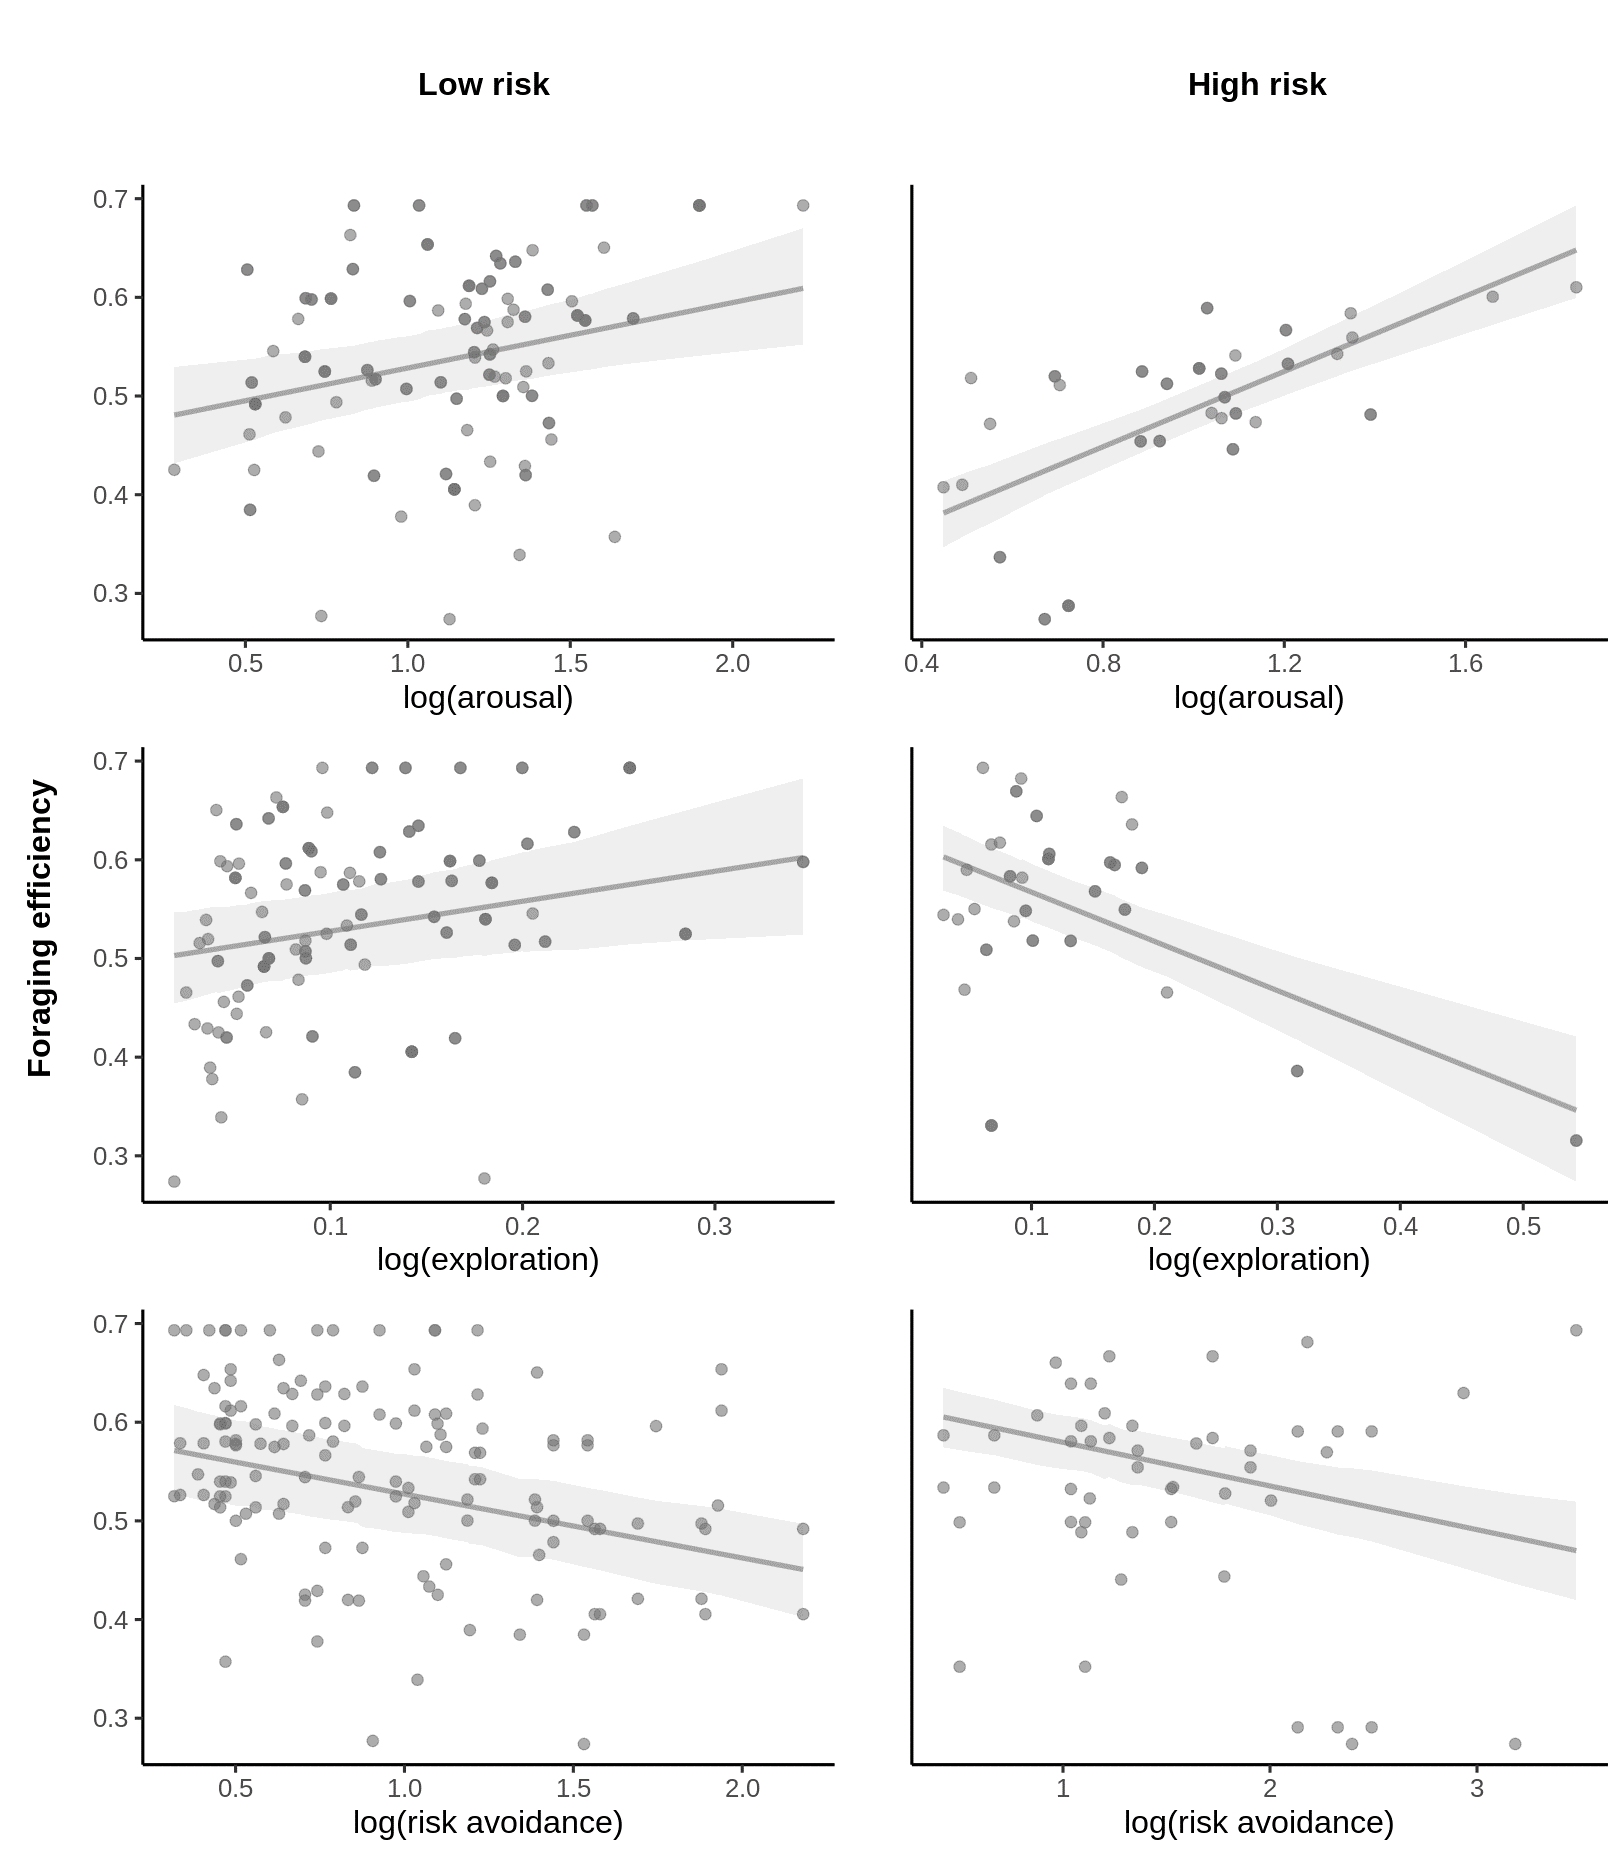 Low risk
High risk
0.7
0.6
0.5
0.4
0.3
0.5 1.0 1.5 2.0
log(arousal)
0.4 0.8 1.2 1.6
log(arousal)
Foraging efficiency
0.7
0.6
0.5
0.4
0.3
0.1 0.2 0.3
log(exploration)
0.1 0.2 0.3 0.4 0.5
log(exploration)
0.7
0.6
0.5
0.4
0.3
0.5 1.0 1.5 2.0
log(risk avoidance)
1 2 3
log(risk avoidance)